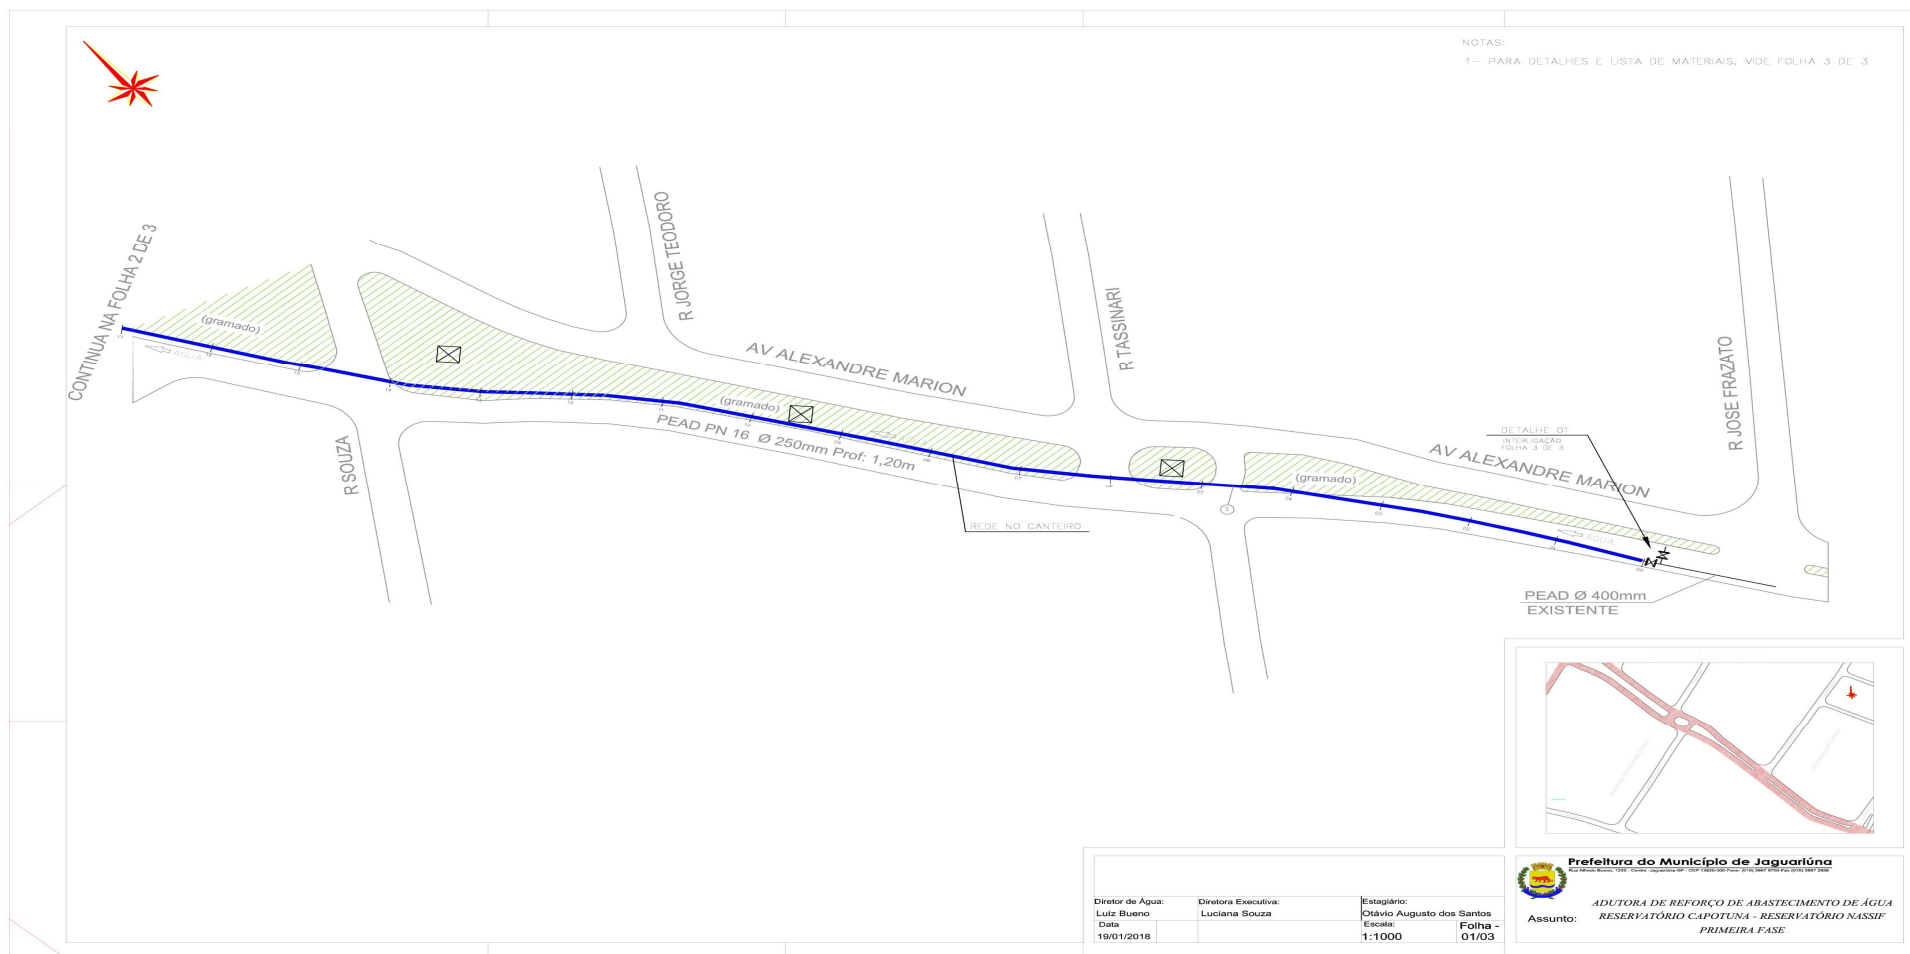 NOTAS:
1- PARA DETALHES E LISTA DE MATERIAIS, VIDE FOLHA 3 DE 3
CONTINUA NA FOLHA 2 DE 3
(gramado)
AGUA
R SOUZA
R JORGE TEODORO
AV ALEXANDRE MARION
(gramado)
PEAD PN 16 Ø 250mm Prof: 1,20m
REDE NO CANTEIRO
R TASSINARI
3
(gramado)
AV ALEXANDRE MARION
DETALHE 01
INTERLIGAÇÃO
FOLHA 3 DE 3
R JOSE FRAZATO
AGUA
PEAD Ø 400mm
EXISTENTE
Diretor de Água:
Luiz Bueno
Diretora Executiva:
Luciana Souza
Estagiário:
Otávio Augusto dos Santos
Data
19/01/2018
Escala:
1:1000
Folha -
01/03
Prefeitura do Município de Jaguariúna
Assunto:
ADUTORA DE REFORÇO DE ABASTECIMENTO DE ÁGUA
RESERVATÓRIO CAPOTUNA - RESERVATÓRIO NASSIF
PRIMEIRA FASE